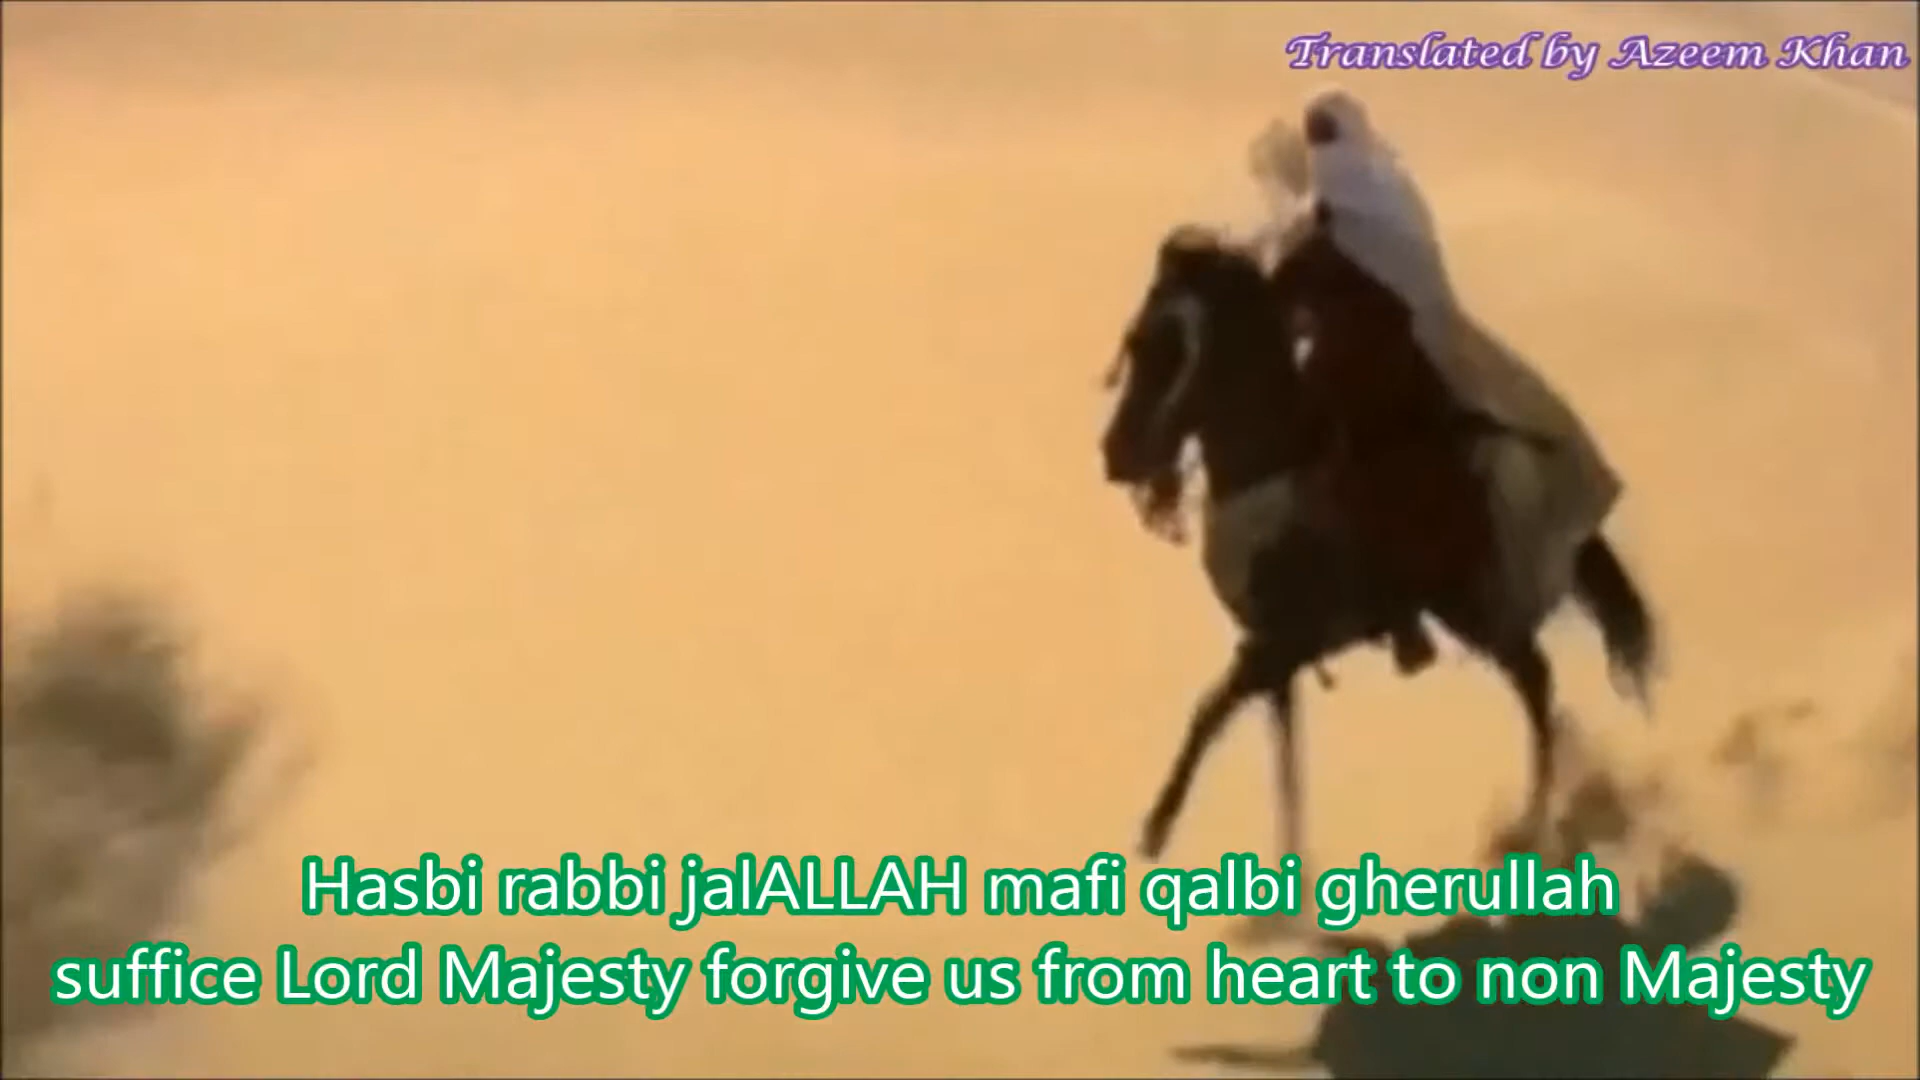 Translated by Azeem Khan
Hasbi rabbi jalALLAH mafi qalbi gherullah
suffice Lord Majesty forgive us from heart to non Majesty